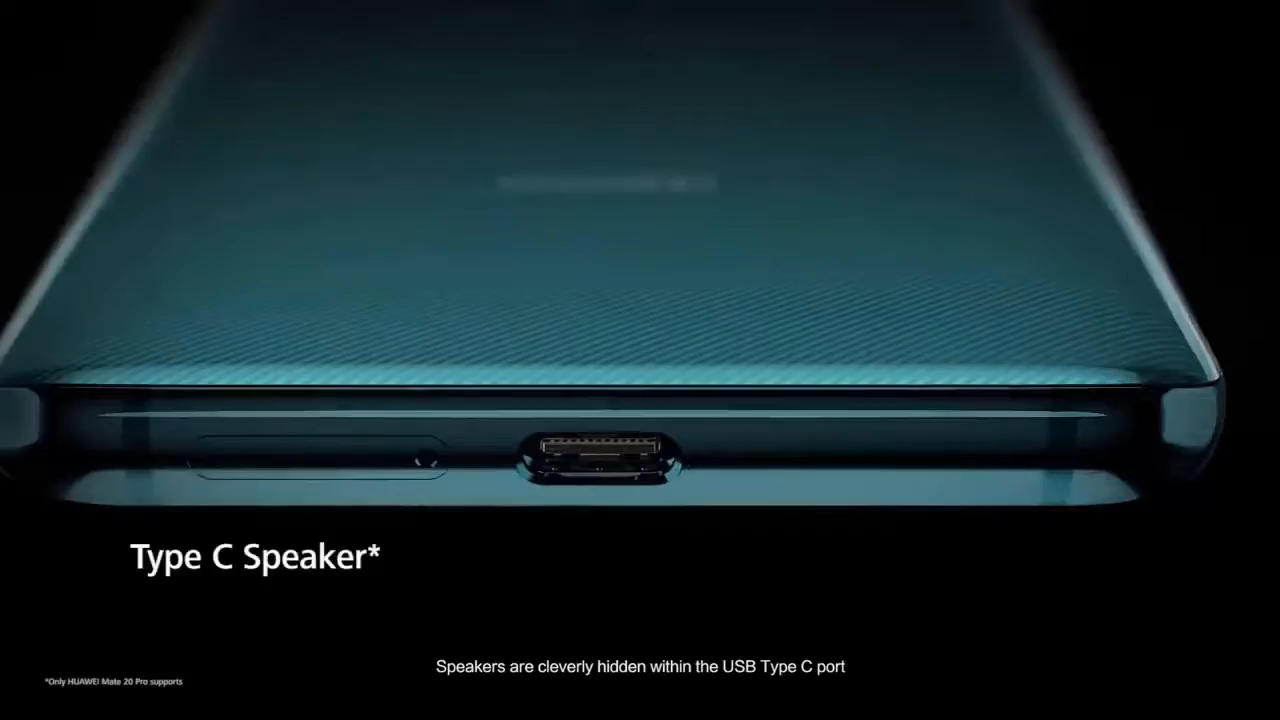 Type C Speaker*
Speakers are cleverly hidden within the USB Type C port
*Only HUAWEI Mate 20 Pro supports